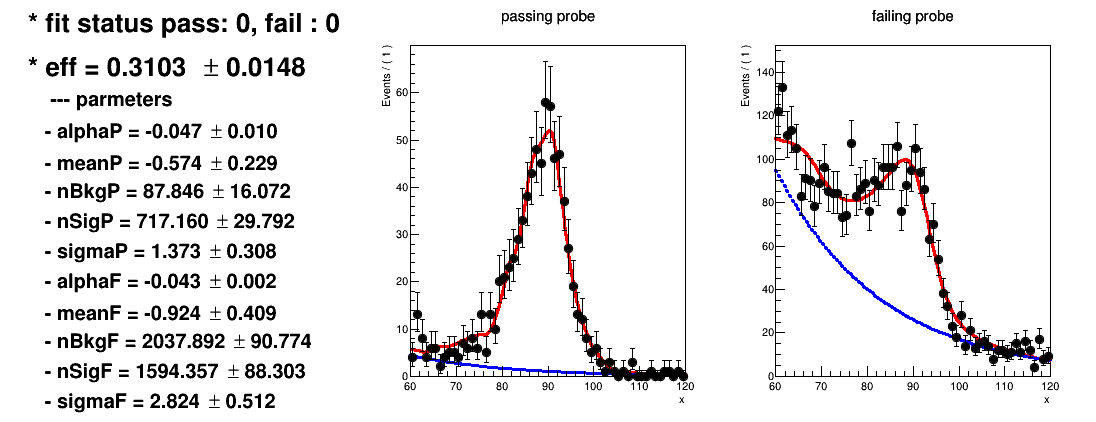 * fit status pass: 0, fail : 0
* eff = 0.3103 ± 0.0148
--- parmeters
- alphaP = -0.047 ± 0.010
- meanP = -0.574 ± 0.229
- nBkgP = 87.846 ± 16.072
- nSigP = 717.160 ± 29.792
- sigmaP = 1.373 ± 0.308
- alphaF = -0.043 ± 0.002
- meanF = -0.924 ± 0.409
- nBkgF = 2037.892 ± 90.774
- nSigF = 1594.357 ± 88.303
- sigmaF = 2.824 ± 0.512
passing probe
Events / ( 1 )
60
50
40
30
20
10
0
60 70 80 90 100 110 120
x
failing probe
Events / ( 1 )
140
120
100
80
60
40
20
0
60 70 80 90 100 110 120
x